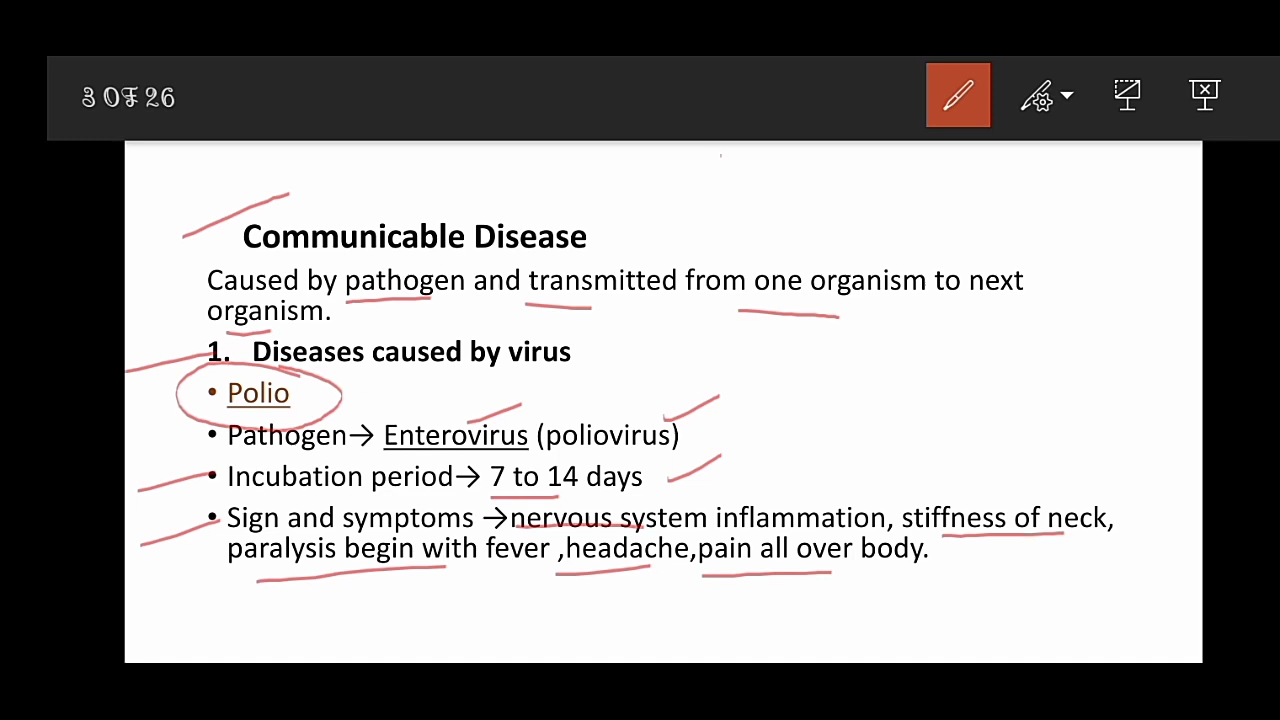 3 OF 26
Communicable Disease
Caused by pathogen and transmitted from one organism to next
organism.
1. Diseases caused by virus
• Polio
• Pathogen→ Enterovirus (poliovirus)
• Incubation period→ 7 to 14 days
• Sign and symptoms →nervous system inflammation, stiffness of neck,
paralysis begin with fever ,headache,pain all over body.